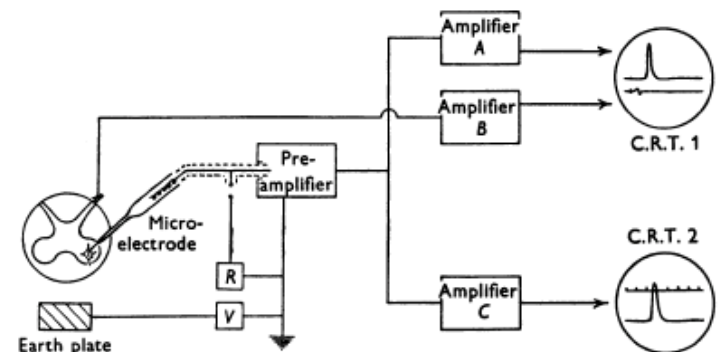 Amplifier
A
Amplifier
B
C.R.T. 1
Pre-
amplifier
Micro-
electrode
R
V
Earth plate
Amplifier
C
C.R.T. 2